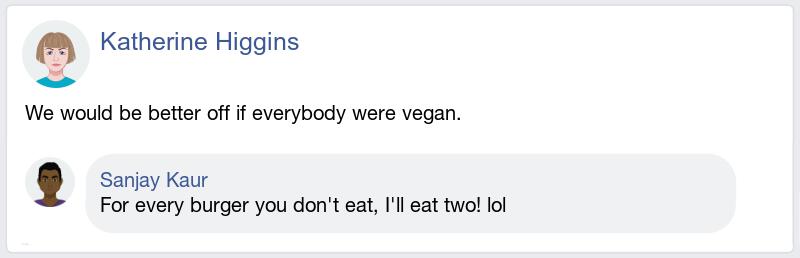 Katherine Higgins
We would be better off if everybody were vegan.
Sanjay Kaur
For every burger you don't eat, I'll eat two! lol